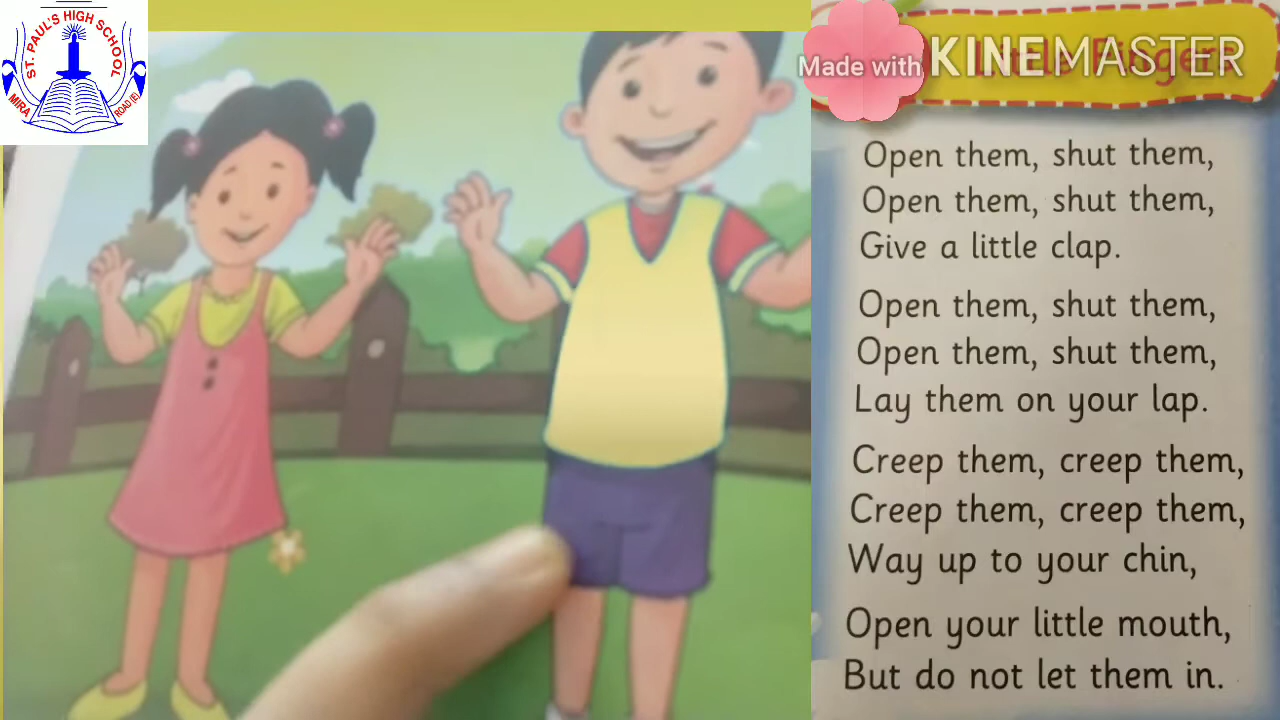 ST. PAUL'S HIGH SCHOOL
MIRA ROAD (E)
Made with KINEMASTER
Little Fingers
Open them, shut them,
Open them, shut them,
Give a little clap.
Open them, shut them,
Open them, shut them,
Lay them on your lap.
Creep them, creep them,
Creep them, creep them,
Way up to your chin,
Open your little mouth,
But do not let them in.